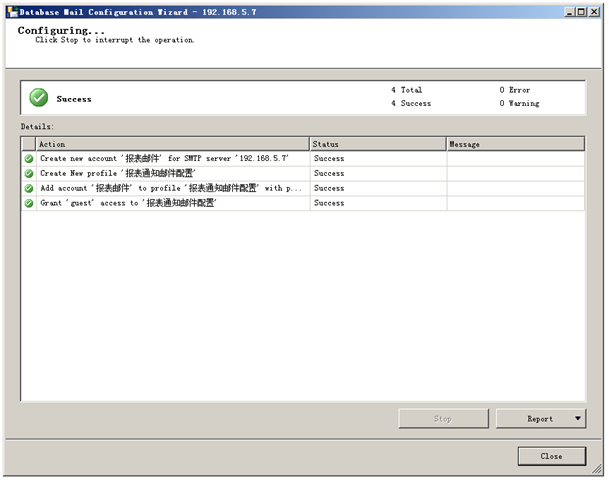 Database Mail Configuration Wizard - 192.168.5.7
Configuring...
Click Stop to interrupt the operation.
Success
4 Total
0 Error
4 Success
0 Warning
Details:
Action Status Message
Create new account '报表邮件' for SMTP server '192.168.5.7' Success
Create New profile '报表通知邮件配置' Success
Add account '报表邮件' to profile '报表通知邮件配置' with p... Success
Grant 'guest' access to '报表通知邮件配置' Success
Stop
Report
Close